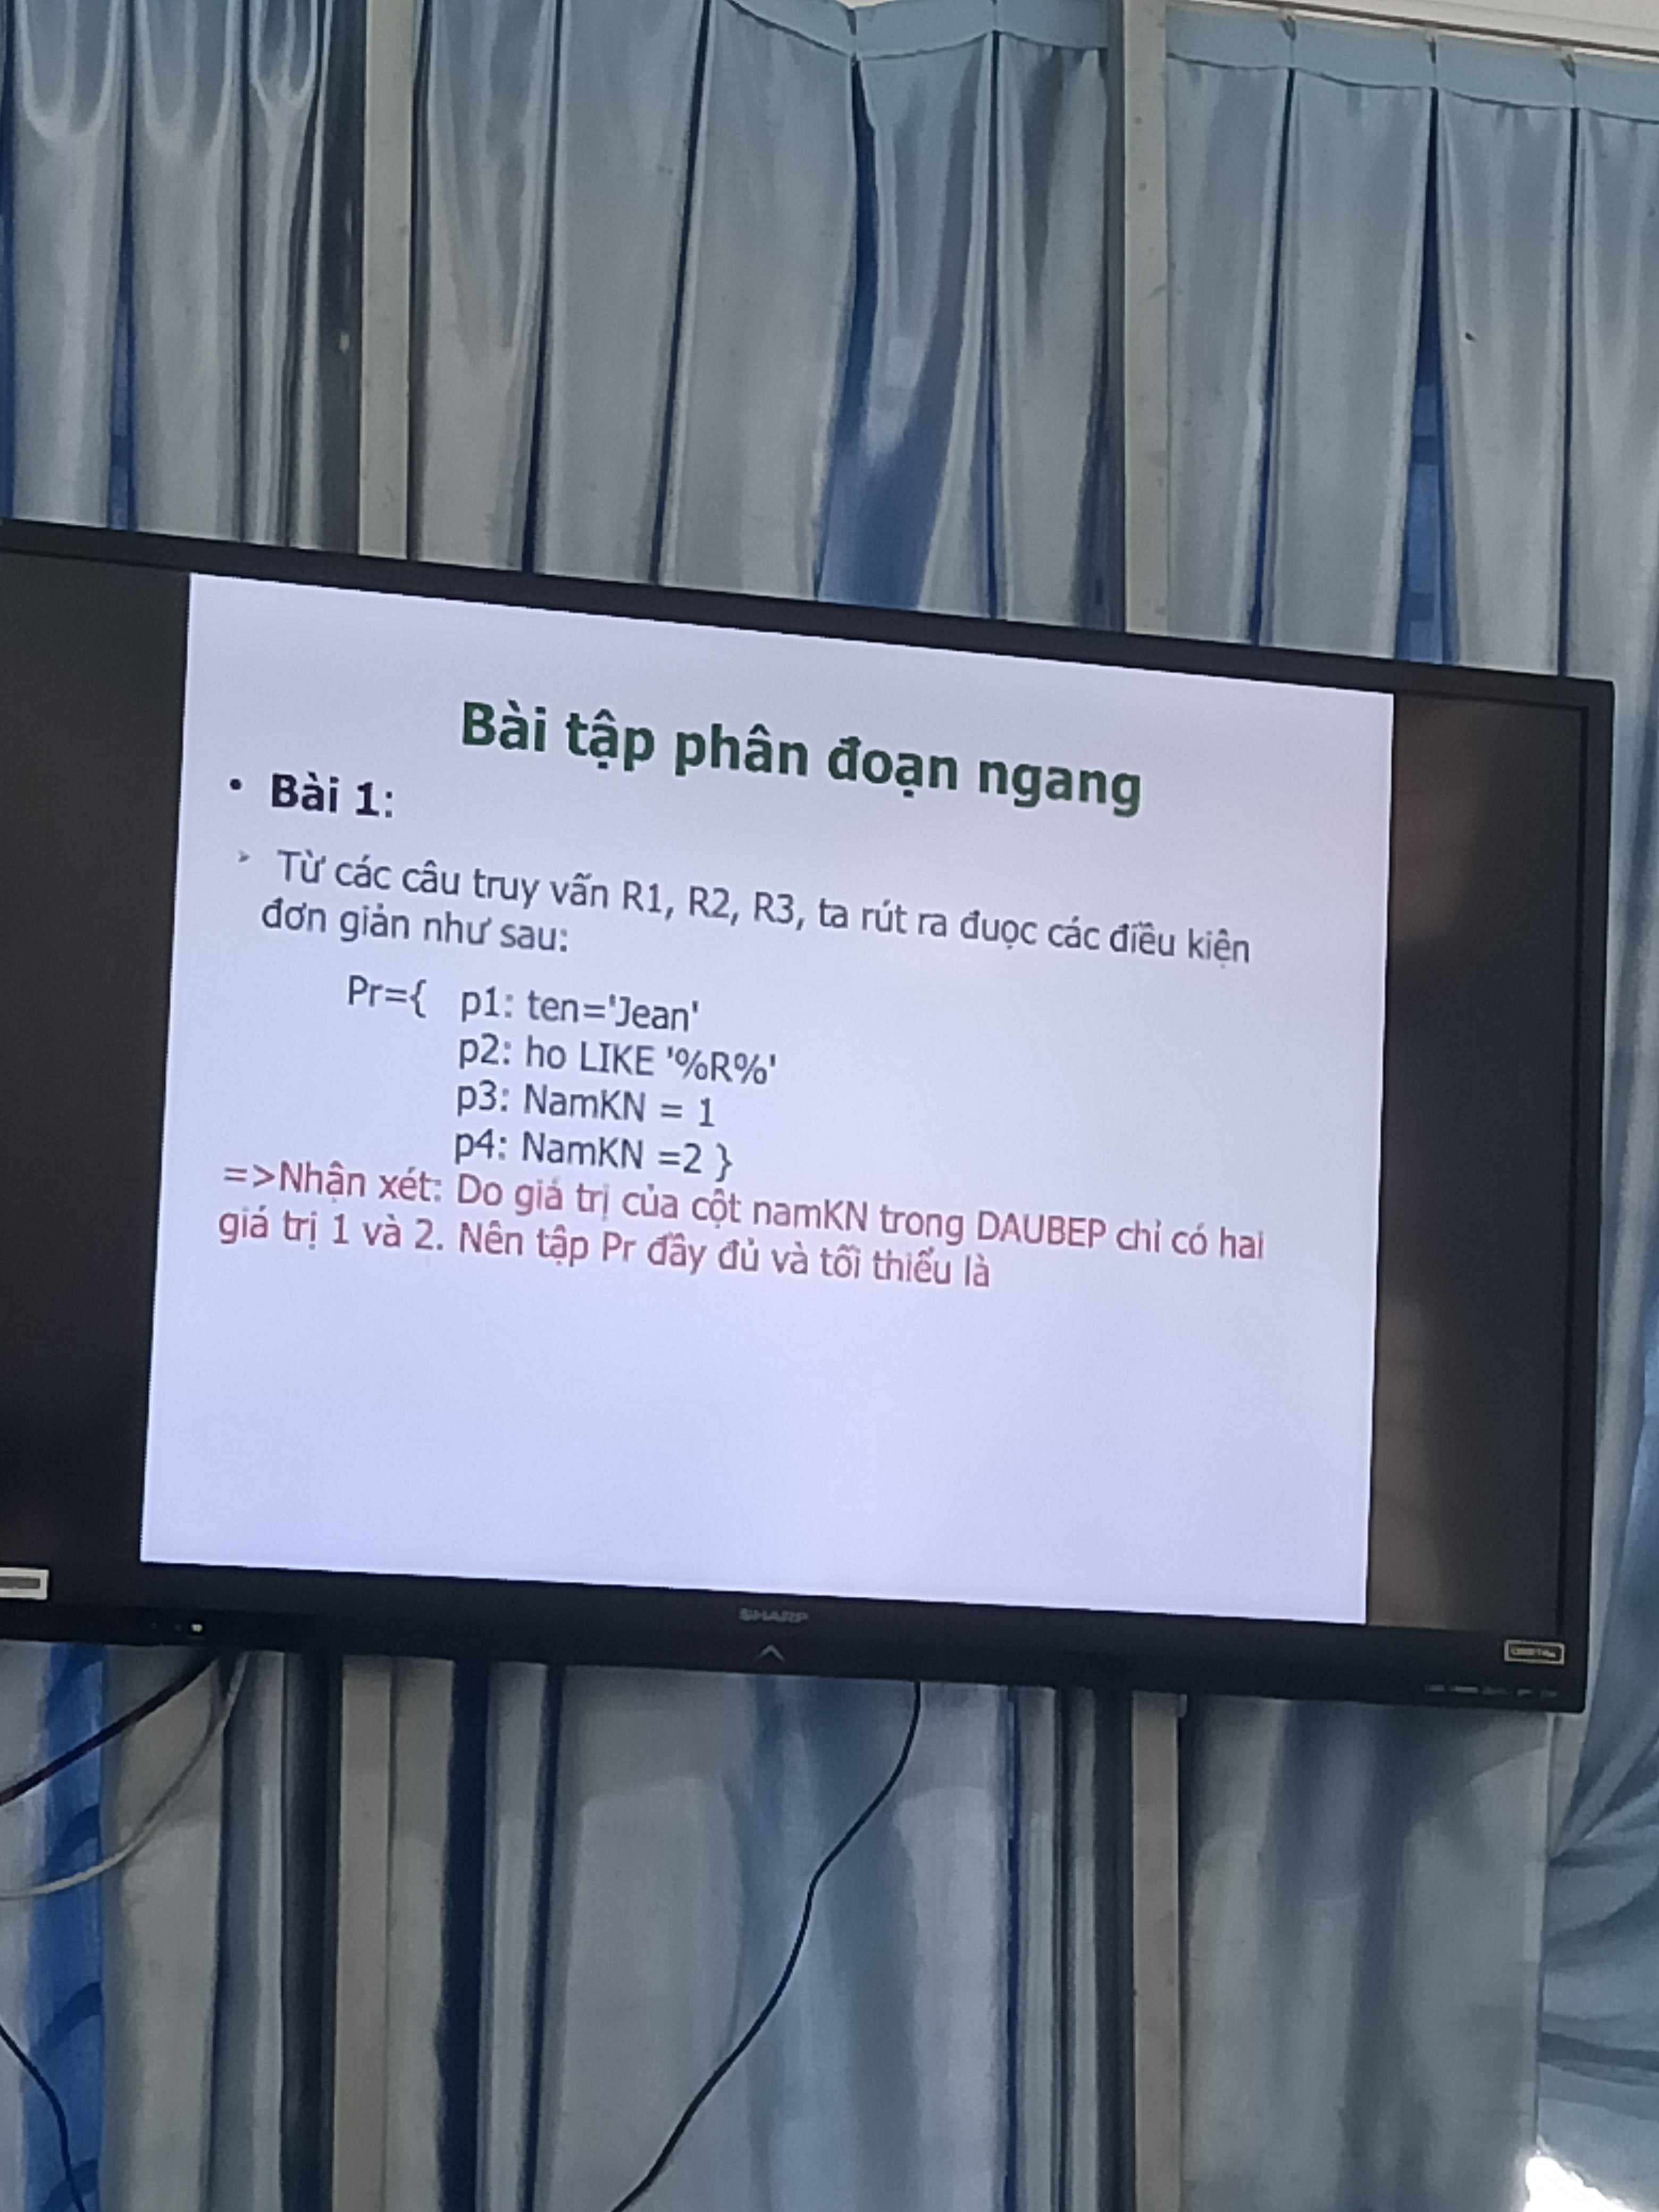 Bài tập phân đoạn ngang
• Bài 1:
➢ Từ các câu truy vấn R1, R2, R3, ta rút ra đuọc các điều kiện
đơn giản như sau:
Pr={ p1: ten='Jean'
p2: ho LIKE '%R%'
p3: NamKN = 1
p4: NamKN =2 }
=>Nhận xét: Do giá trị của cột namKN trong DAUBEP chỉ có hai
giá trị 1 và 2. Nên tập Pr đầy đủ và tối thiểu là
SHARP